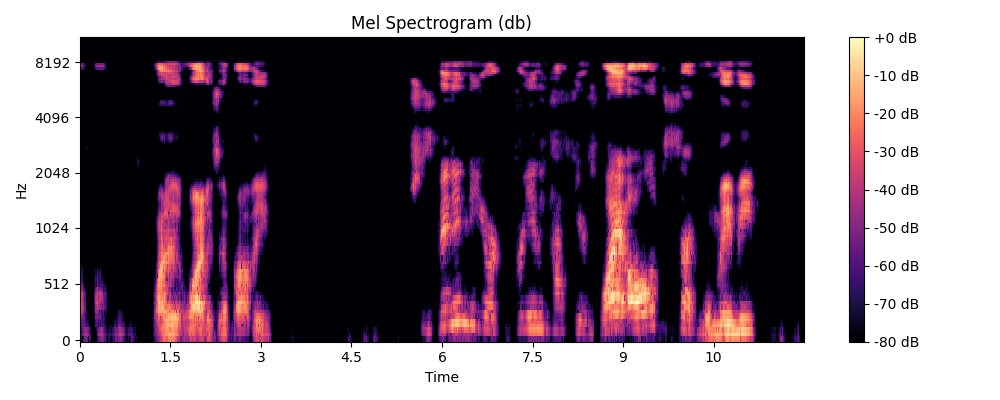 Mel Spectrogram (db)
8192
4096
2048
1024
512
0
Hz
0 1.5 3 4.5 6 7.5 9 10
Time
+0 dB
-10 dB
-20 dB
-30 dB
-40 dB
-50 dB
-60 dB
-70 dB
-80 dB